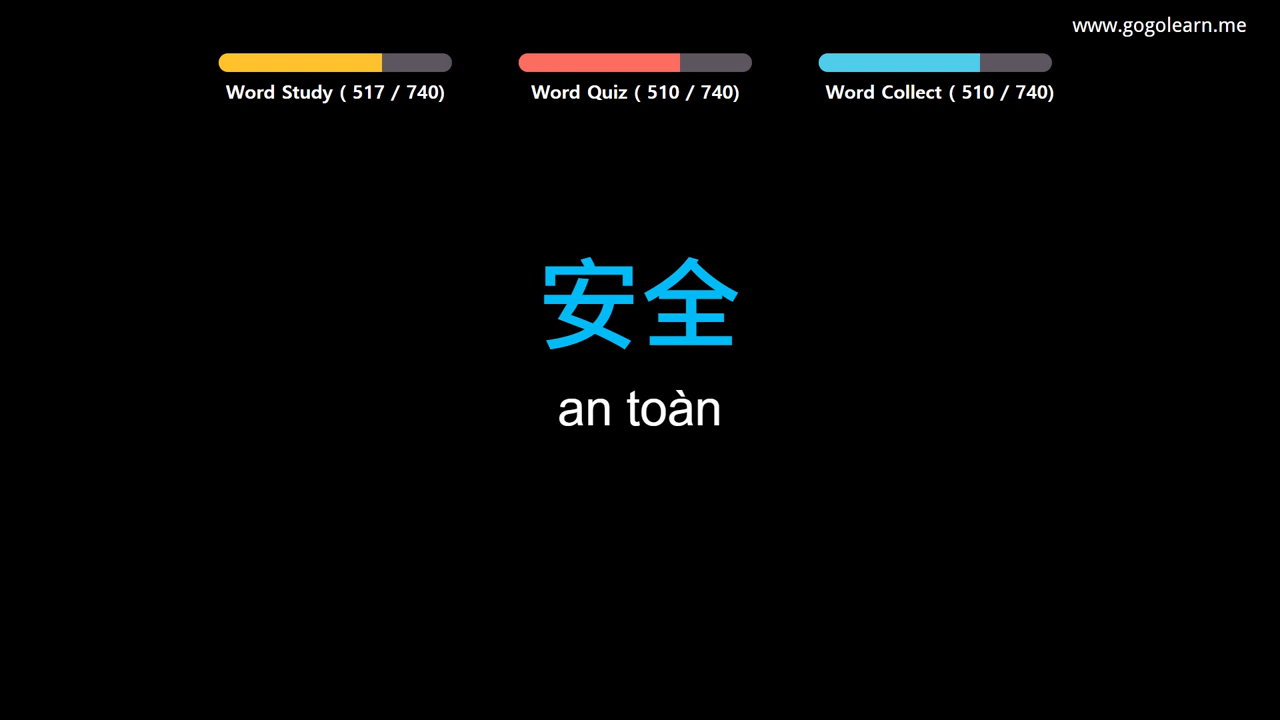 www.gogolearn.me
Word Study ( 517 / 740)
Word Quiz ( 510 / 740)
Word Collect ( 510 / 740)
安全
an toàn